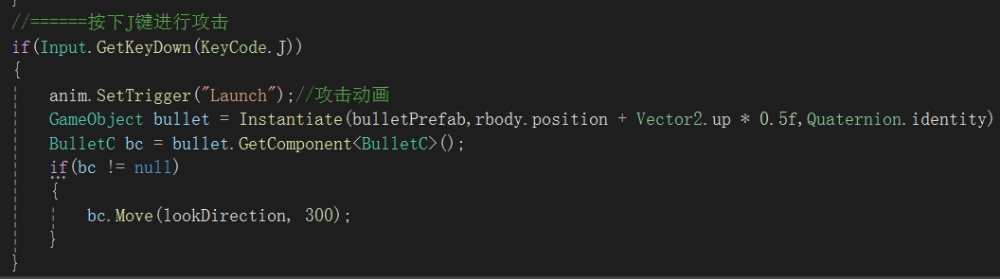 }
//======按下J键进行攻击
if(Input.GetKeyDown(KeyCode.J))
{
anim.SetTrigger("Launch");//攻击动画
GameObject bullet = Instantiate(bulletPrefab,rbody.position + Vector2.up * 0.5f,Quaternion.identity)
BulletC bc = bullet.GetComponent<BulletC>();
if(bc != null)
{
bc.Move(lookDirection, 300);
}
}